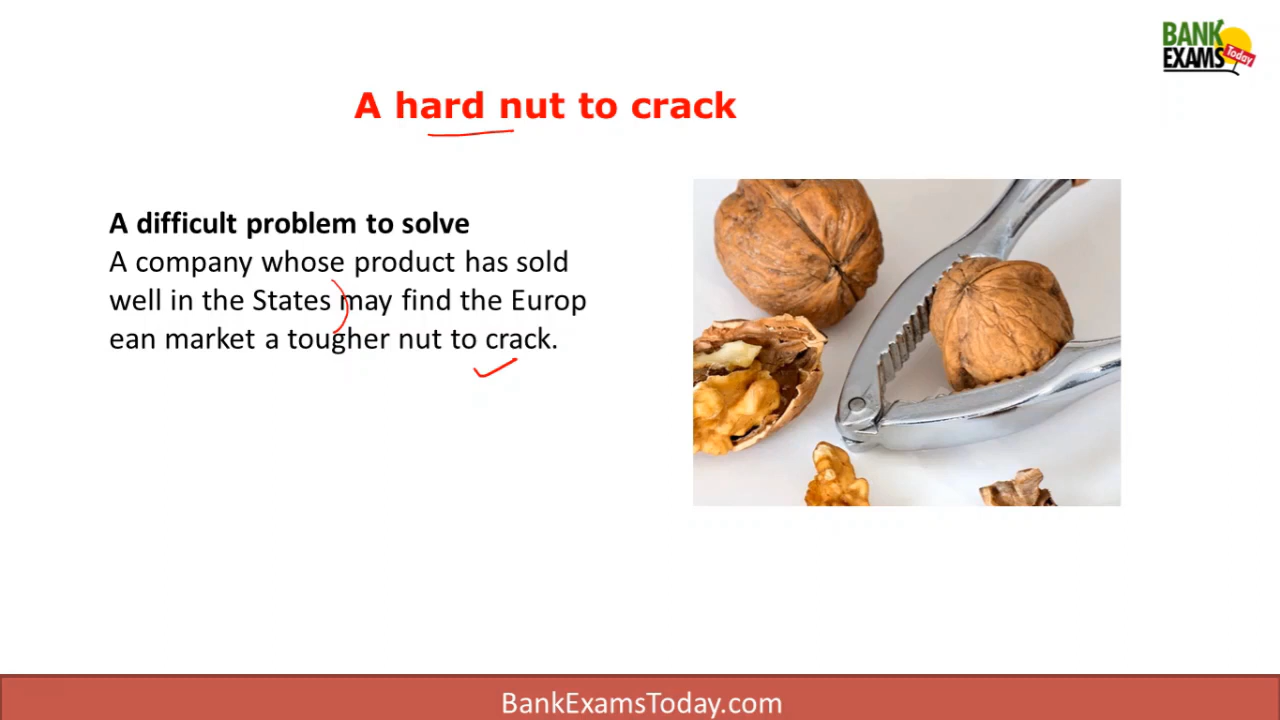 BANK
EXAMS Today
A hard nut to crack
A difficult problem to solve
A company whose product has sold
well in the States may find the Europ
ean market a tougher nut to crack.
BankExamsToday.com